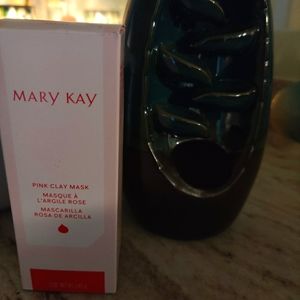 MARY KAY
PINK CLAY MASK
MASQUE À
L'ARGILE ROSE
MASCARILLA
ROSA DE ARCILLA